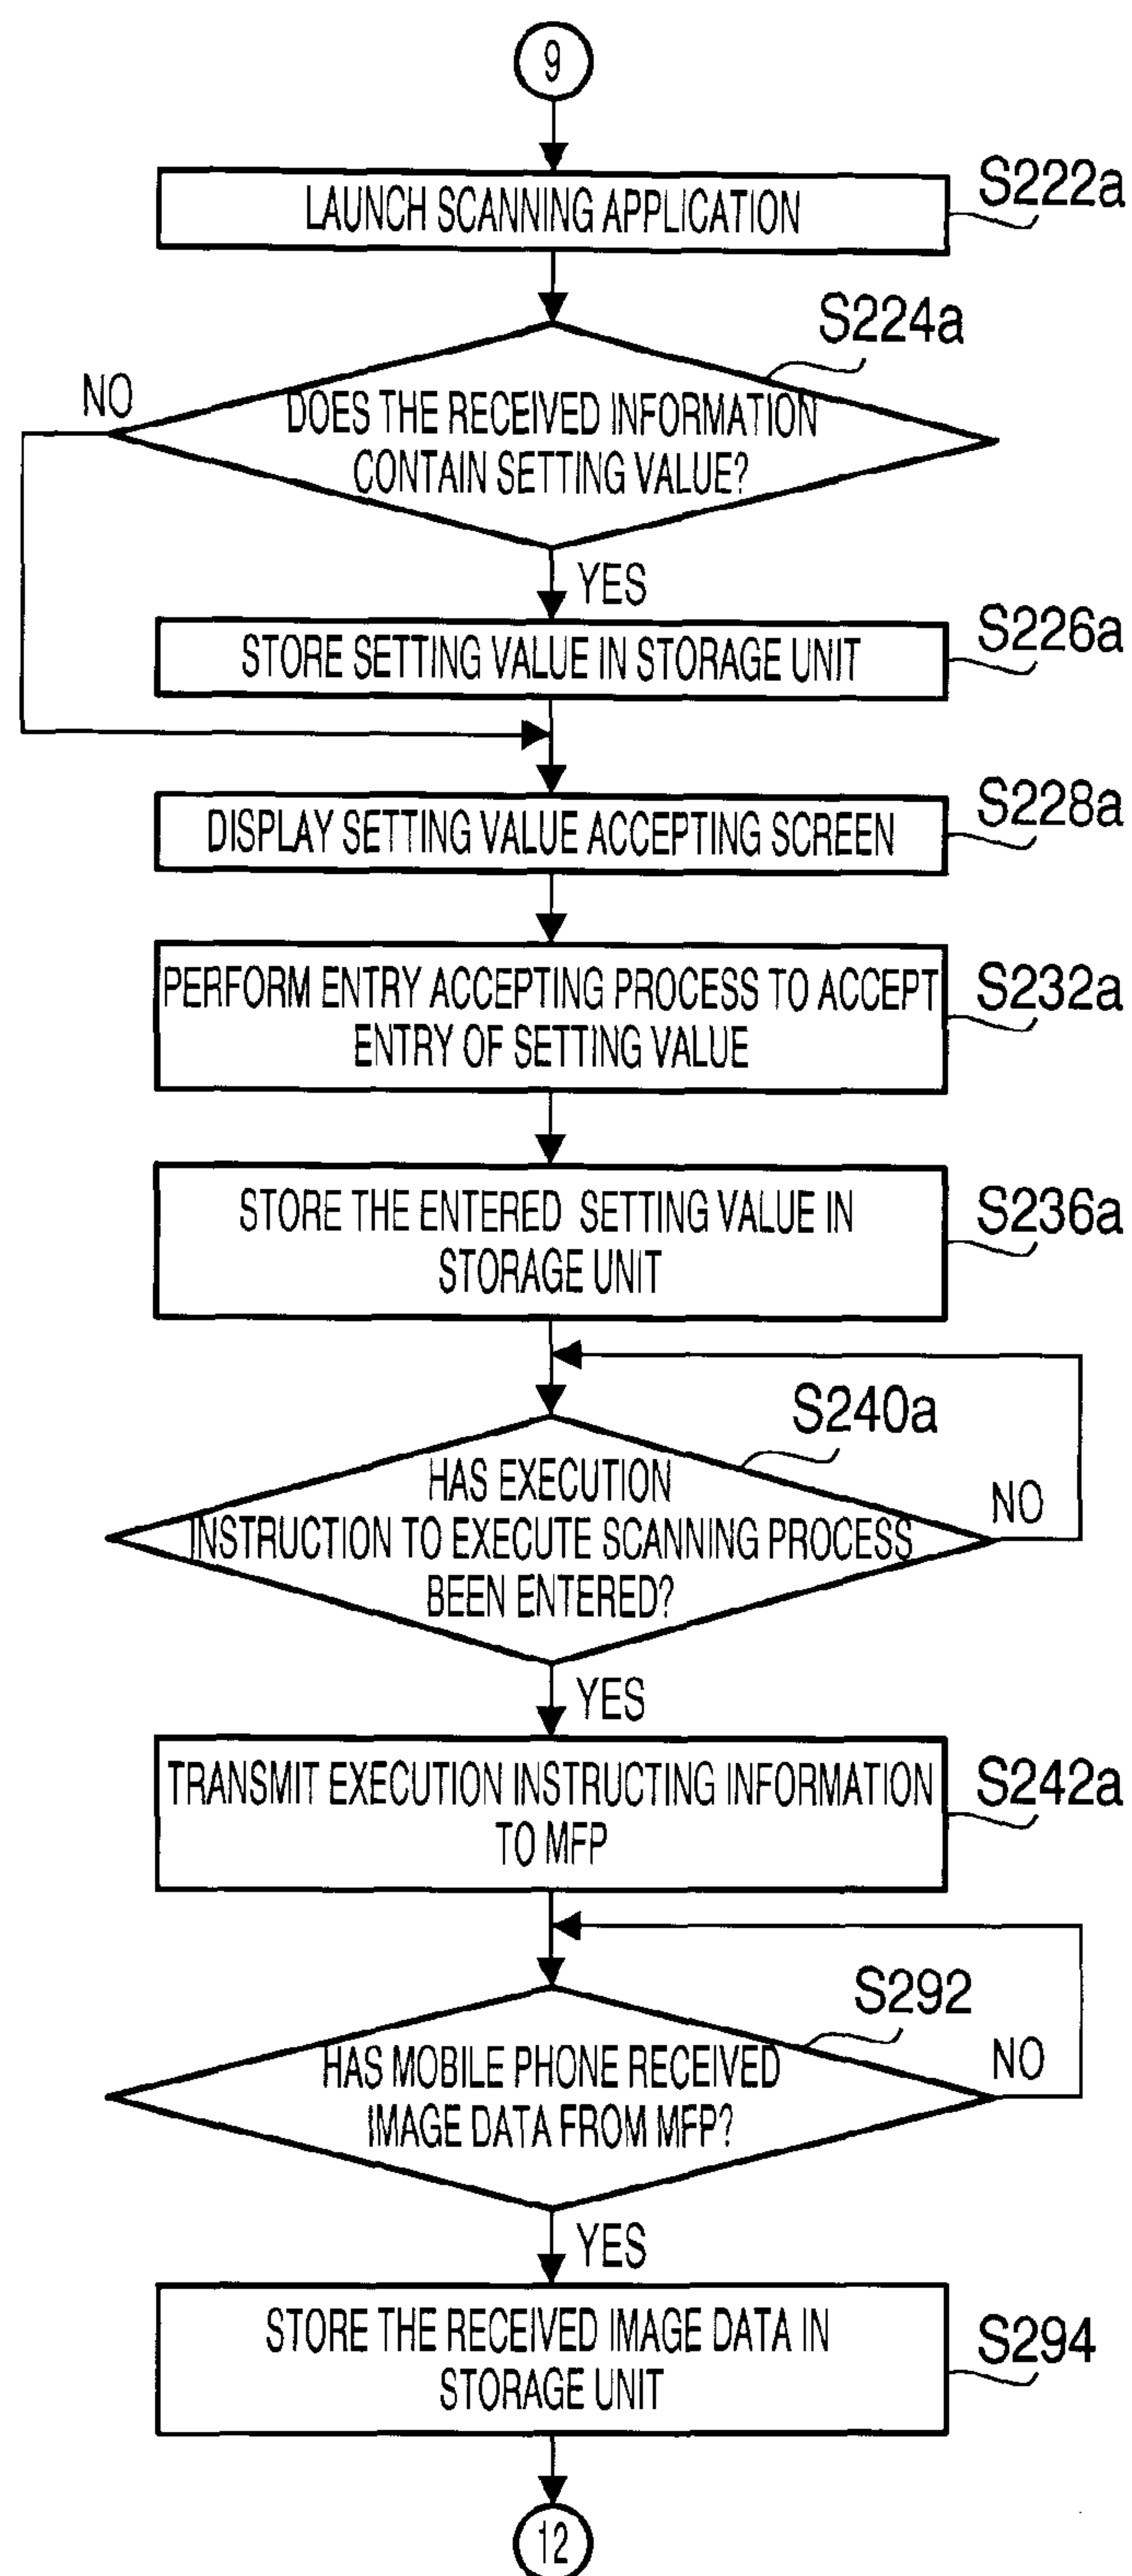 9
LAUNCH SCANNING APPLICATION
S222a
S224a
NO
DOES THE RECEIVED INFORMATION
CONTAIN SETTING VALUE?
YES
STORE SETTING VALUE IN STORAGE UNIT
S226a
DISPLAY SETTING VALUE ACCEPTING SCREEN
S228a
PERFORM ENTRY ACCEPTING PROCESS TO ACCEPT
ENTRY OF SETTING VALUE
S232a
STORE THE ENTERED SETTING VALUE IN
STORAGE UNIT
S236a
S240a
HAS EXECUTION
INSTRUCTION TO EXECUTE SCANNING PROCESS
BEEN ENTERED?
NO
YES
TRANSMIT EXECUTION INSTRUCTING INFORMATION
TO MFP
S242a
S292
HAS MOBILE PHONE RECEIVED
IMAGE DATA FROM MFP?
NO
YES
STORE THE RECEIVED IMAGE DATA IN
STORAGE UNIT
S294
12